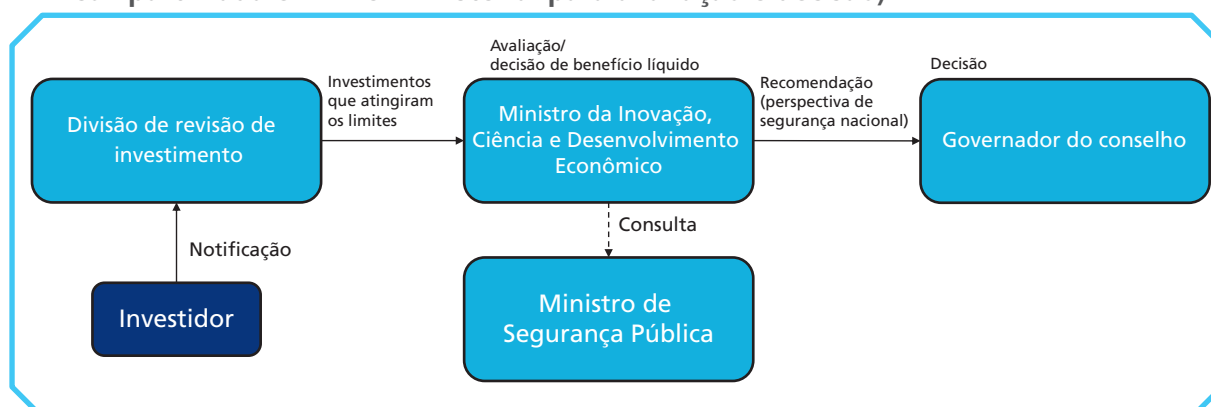 Avaliação/
decisão de benefício líquido
Decisão
Divisão de revisão de
investimento
Investimentos
que atingiram
os limites
Ministro da Inovação,
Ciência e Desenvolvimento
Econômico
Recomendação
(perspectiva de
segurança nacional)
Governador do conselho
Notificação
Consulta
Investidor
Ministro de
Segurança Pública